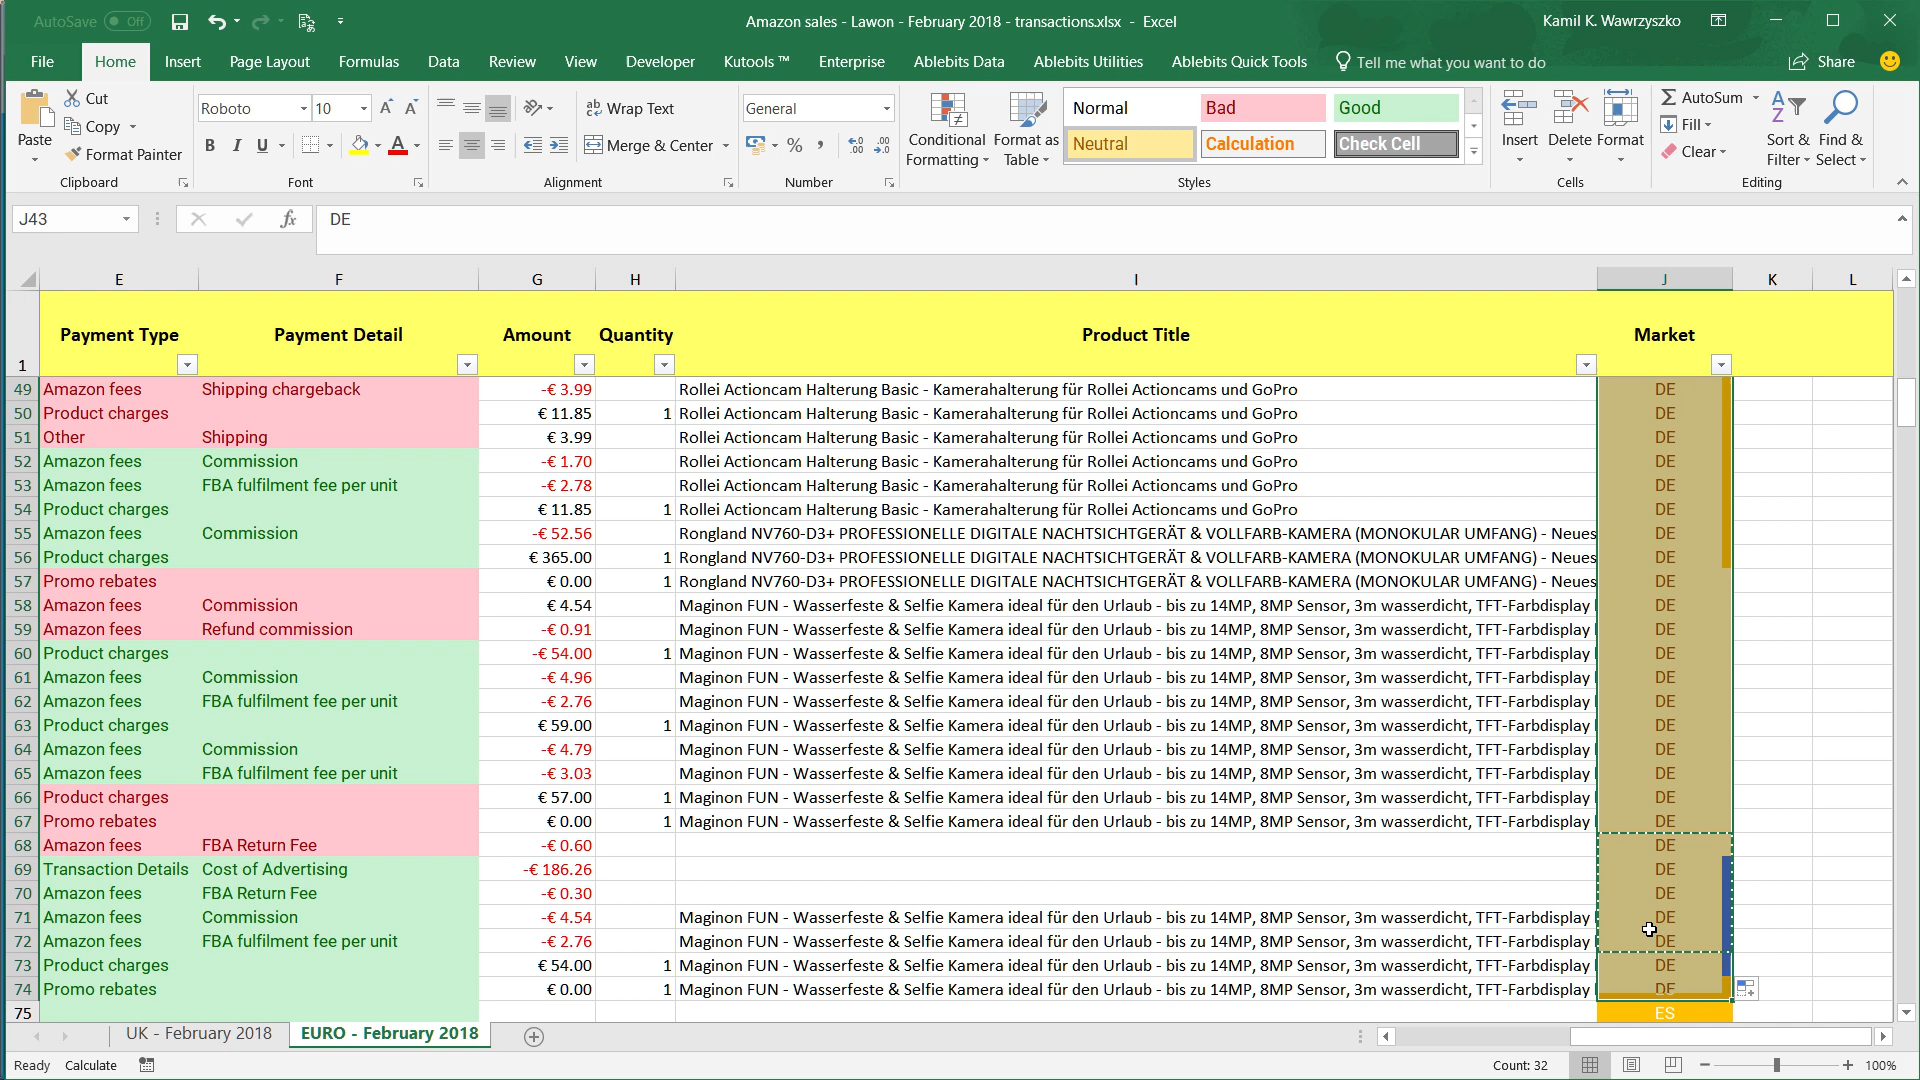 AutoSave Off
Amazon sales - Lawon - February 2018 - transactions.xlsx - Excel
Kamil K. Wawrzyszko
File Home Insert Page Layout Formulas Data Review View Developer Kutools ™ Enterprise Ablebits Data Ablebits Utilities Ablebits Quick Tools Tell me what you want to do Share
Paste
Cut
Copy
Format Painter
Clipboard
Roboto 10
B I U
Font
Wrap Text
Merge & Center
Alignment
General
Number
Conditional Formatting
Format as Table
Normal Bad Good
Neutral Calculation Check Cell
Styles
Insert Delete Format
Cells
AutoSum
Fill
Clear
Sort & Filter
Find & Select
Editing
J43 fx DE
E F G H I J K L
1 Payment Type Payment Detail Amount Quantity Product Title Market
49 Amazon fees Shipping chargeback -€ 3.99 Rollei Actioncam Halterung Basic - Kamerahalterung für Rollei Actioncams und GoPro DE
50 Product charges € 11.85 1 Rollei Actioncam Halterung Basic - Kamerahalterung für Rollei Actioncams und GoPro DE
51 Other Shipping € 3.99 Rollei Actioncam Halterung Basic - Kamerahalterung für Rollei Actioncams und GoPro DE
52 Amazon fees Commission -€ 1.70 Rollei Actioncam Halterung Basic - Kamerahalterung für Rollei Actioncams und GoPro DE
53 Amazon fees FBA fulfilment fee per unit -€ 2.78 Rollei Actioncam Halterung Basic - Kamerahalterung für Rollei Actioncams und GoPro DE
54 Product charges € 11.85 1 Rollei Actioncam Halterung Basic - Kamerahalterung für Rollei Actioncams und GoPro DE
55 Amazon fees Commission -€ 52.56 Rongland NV760-D3+ PROFESSIONELLE DIGITALE NACHTSICHTGERÄT & VOLLFARB-KAMERA (MONOKULAR UMFANG) - Neues DE
56 Product charges € 365.00 1 Rongland NV760-D3+ PROFESSIONELLE DIGITALE NACHTSICHTGERÄT & VOLLFARB-KAMERA (MONOKULAR UMFANG) - Neues DE
57 Promo rebates € 0.00 1 Rongland NV760-D3+ PROFESSIONELLE DIGITALE NACHTSICHTGERÄT & VOLLFARB-KAMERA (MONOKULAR UMFANG) - Neues DE
58 Amazon fees Commission € 4.54 Maginon FUN - Wasserfeste & Selfie Kamera ideal für den Urlaub - bis zu 14MP, 8MP Sensor, 3m wasserdicht, TFT-Farbdisplay DE
59 Amazon fees Refund commission -€ 0.91 Maginon FUN - Wasserfeste & Selfie Kamera ideal für den Urlaub - bis zu 14MP, 8MP Sensor, 3m wasserdicht, TFT-Farbdisplay DE
60 Product charges -€ 54.00 1 Maginon FUN - Wasserfeste & Selfie Kamera ideal für den Urlaub - bis zu 14MP, 8MP Sensor, 3m wasserdicht, TFT-Farbdisplay DE
61 Amazon fees Commission -€ 4.96 Maginon FUN - Wasserfeste & Selfie Kamera ideal für den Urlaub - bis zu 14MP, 8MP Sensor, 3m wasserdicht, TFT-Farbdisplay DE
62 Amazon fees FBA fulfilment fee per unit -€ 2.76 Maginon FUN - Wasserfeste & Selfie Kamera ideal für den Urlaub - bis zu 14MP, 8MP Sensor, 3m wasserdicht, TFT-Farbdisplay DE
63 Product charges € 59.00 1 Maginon FUN - Wasserfeste & Selfie Kamera ideal für den Urlaub - bis zu 14MP, 8MP Sensor, 3m wasserdicht, TFT-Farbdisplay DE
64 Amazon fees Commission -€ 4.79 Maginon FUN - Wasserfeste & Selfie Kamera ideal für den Urlaub - bis zu 14MP, 8MP Sensor, 3m wasserdicht, TFT-Farbdisplay DE
65 Amazon fees FBA fulfilment fee per unit -€ 3.03 Maginon FUN - Wasserfeste & Selfie Kamera ideal für den Urlaub - bis zu 14MP, 8MP Sensor, 3m wasserdicht, TFT-Farbdisplay DE
66 Product charges € 57.00 1 Maginon FUN - Wasserfeste & Selfie Kamera ideal für den Urlaub - bis zu 14MP, 8MP Sensor, 3m wasserdicht, TFT-Farbdisplay DE
67 Promo rebates € 0.00 1 Maginon FUN - Wasserfeste & Selfie Kamera ideal für den Urlaub - bis zu 14MP, 8MP Sensor, 3m wasserdicht, TFT-Farbdisplay DE
68 Amazon fees FBA Return Fee -€ 0.60 DE
69 Transaction Details Cost of Advertising -€ 186.26 DE
70 Amazon fees FBA Return Fee -€ 0.30 DE
71 Amazon fees Commission -€ 4.54 Maginon FUN - Wasserfeste & Selfie Kamera ideal für den Urlaub - bis zu 14MP, 8MP Sensor, 3m wasserdicht, TFT-Farbdisplay DE
72 Amazon fees FBA fulfilment fee per unit -€ 2.76 Maginon FUN - Wasserfeste & Selfie Kamera ideal für den Urlaub - bis zu 14MP, 8MP Sensor, 3m wasserdicht, TFT-Farbdisplay DE
73 Product charges € 54.00 1 Maginon FUN - Wasserfeste & Selfie Kamera ideal für den Urlaub - bis zu 14MP, 8MP Sensor, 3m wasserdicht, TFT-Farbdisplay DE
74 Promo rebates € 0.00 1 Maginon FUN - Wasserfeste & Selfie Kamera ideal für den Urlaub - bis zu 14MP, 8MP Sensor, 3m wasserdicht, TFT-Farbdisplay DE
75 ES
UK - February 2018 EURO - February 2018
Ready Calculate Count: 32 100%